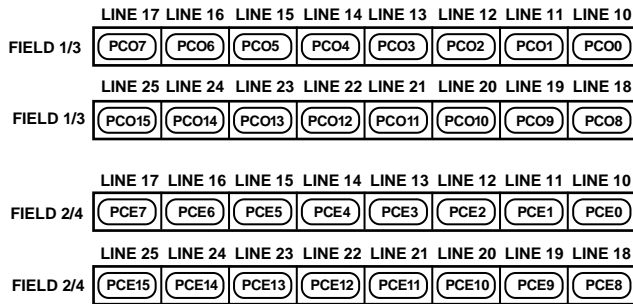 LINE 17 LINE 16 LINE 15 LINE 14 LINE 13 LINE 12 LINE 11 LINE 10
FIELD 1/3 PCO7 PCO6 PCO5 PCO4 PCO3 PCO2 PCO1 PCO0
LINE 25 LINE 24 LINE 23 LINE 22 LINE 21 LINE 20 LINE 19 LINE 18
FIELD 1/3 PCO15 PCO14 PCO13 PCO12 PCO11 PCO10 PCO9 PCO8
LINE 17 LINE 16 LINE 15 LINE 14 LINE 13 LINE 12 LINE 11 LINE 10
FIELD 2/4 PCE7 PCE6 PCE5 PCE4 PCE3 PCE2 PCE1 PCE0
LINE 25 LINE 24 LINE 23 LINE 22 LINE 21 LINE 20 LINE 19 LINE 18
FIELD 2/4 PCE15 PCE14 PCE13 PCE12 PCE11 PCE10 PCE9 PCE8